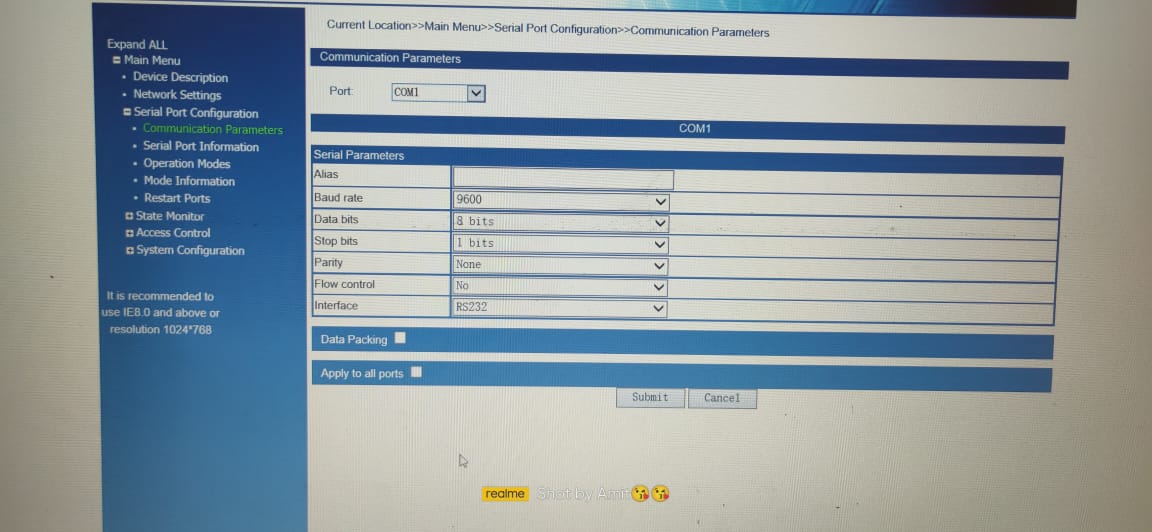 Current Location>>Main Menu>>Serial Port Configuration>>Communication Parameters
Expand ALL
Main Menu
Device Description
Network Settings
Serial Port Configuration
Communication Parameters
Serial Port Information
Operation Modes
Mode Information
Restart Ports
State Monitor
Access Control
System Configuration
It is recommended to
use IE8.0 and above or
resolution 1024*768
Communication Parameters
Port: COM1
COM1
Serial Parameters
Alias
Baud rate 9600
Data bits 8 bits
Stop bits 1 bits
Parity None
Flow control No
Interface RS232
Data Packing
Apply to all ports
Submit Cancel
realme Shot by Amit😘😘